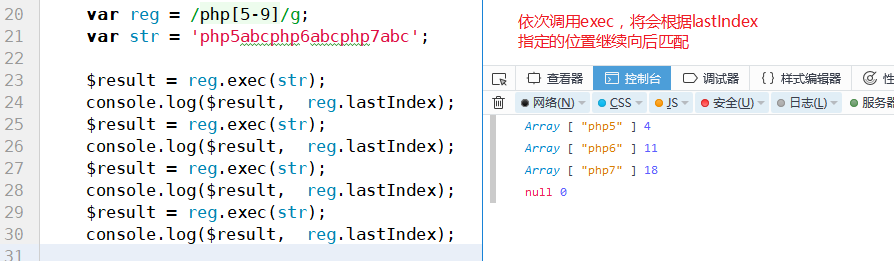 20 var reg = /php[5-9]/g;
21 var str = 'php5abcphp6abcphp7abc';
22
23 $result = reg.exec(str);
24 console.log($result, reg.lastIndex);
25 $result = reg.exec(str);
26 console.log($result, reg.lastIndex);
27 $result = reg.exec(str);
28 console.log($result, reg.lastIndex);
29 $result = reg.exec(str);
30 console.log($result, reg.lastIndex);
31
依次调用exec，将会根据lastIndex
指定的位置继续向后匹配
查看器 控制台 调试器 {} 样式编辑器 性
网络(N) CSS JS 安全(U) 日志(L) 服务器
Array [ "php5" ] 4
Array [ "php6" ] 11
Array [ "php7" ] 18
null 0